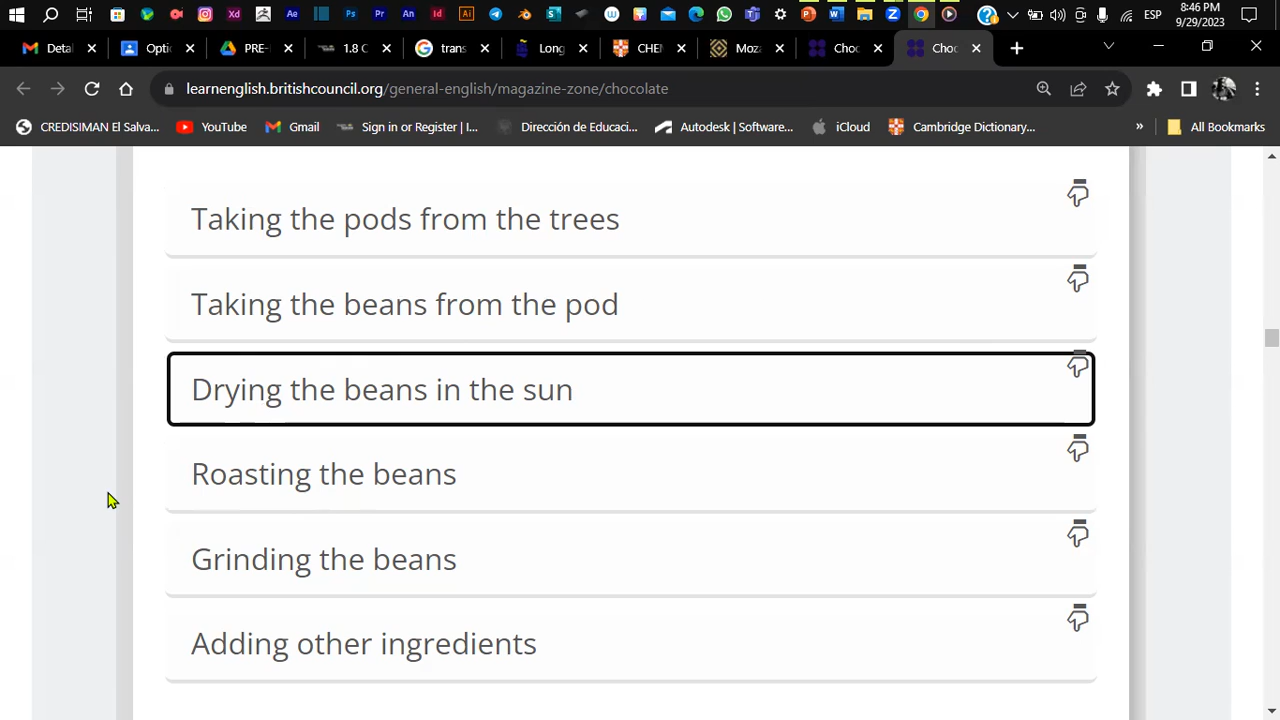 8:46 PM
ESP
9/29/2023
Detai
Optio
PRE-
1.8 C
trans
Long
CHEM
Moza
Choc
Choc
learnenglish.britishcouncil.org/general-english/magazine-zone/chocolate
CREDISIMAN El Salva...
YouTube
Gmail
Sign in or Register | I...
Dirección de Educaci...
Autodesk | Software...
iCloud
Cambridge Dictionary...
»
All Bookmarks
Taking the pods from the trees
Taking the beans from the pod
Drying the beans in the sun
Roasting the beans
Grinding the beans
Adding other ingredients